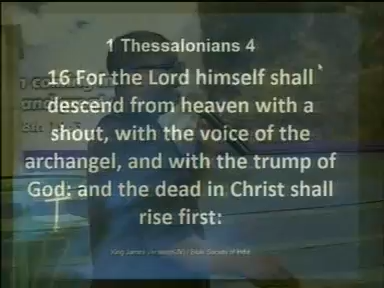 1 Thessalonians 4
16 For the Lord himself shall
descend from heaven with a
shout, with the voice of the
archangel, and with the trump of
God: and the dead in Christ shall
rise first: